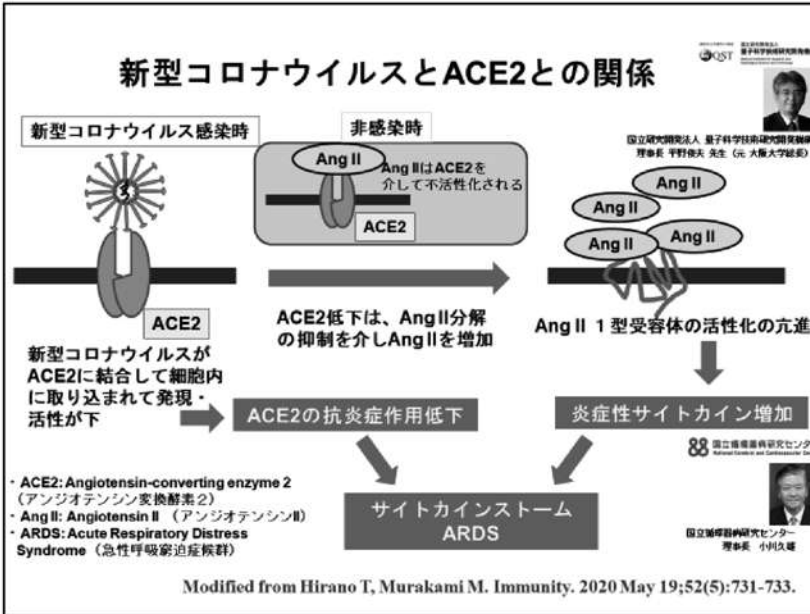 新型コロナウイルスとACE2との関係
QST
国立研究開発法人 量子科学技術研究開発機構
理事長 平野俊夫 先生(元 大阪大学総長)
新型コロナウイルス感染時
非感染時
Ang II
Ang IIはACE2を
介して不活性化される
ACE2
Ang II
Ang II
Ang II
Ang II
ACE2
ACE2低下は、Ang II分解
の抑制を介しAng IIを増加
Ang II 1型受容体の活性化の亢進
新型コロナウイルスが
ACE2に結合して細胞内
に取り込まれて発現・
活性が下
ACE2の抗炎症作用低下
炎症性サイトカイン増加
国立循環器病研究センター
National Cerebral and Cardiovascular Cen
サイトカインストーム
ARDS
国立循環器病研究センター
理事長 小川久雄
・ACE2: Angiotensin-converting enzyme 2
(アンジオテンシン変換酵素2)
・Ang II: Angiotensin II (アンジオテンシンII)
・ARDS: Acute Respiratory Distress
Syndrome (急性呼吸窮迫症候群)
Modified from Hirano T, Murakami M. Immunity. 2020 May 19;52(5):731-733.